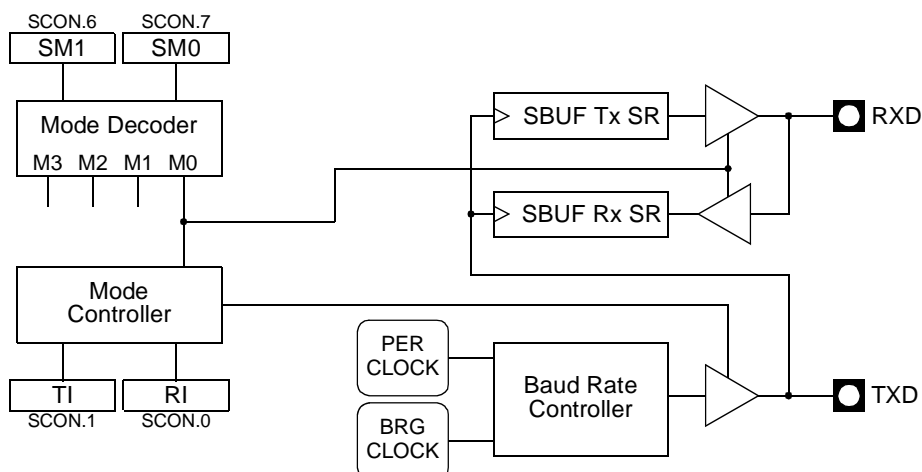 SCON.6
SCON.7
SM1
SM0
Mode Decoder
M3 M2 M1 M0
SBUF Tx SR
RXD
SBUF Rx SR
Mode
Controller
TI
RI
SCON.1
SCON.0
PER
CLOCK
BRG
CLOCK
Baud Rate
Controller
TXD